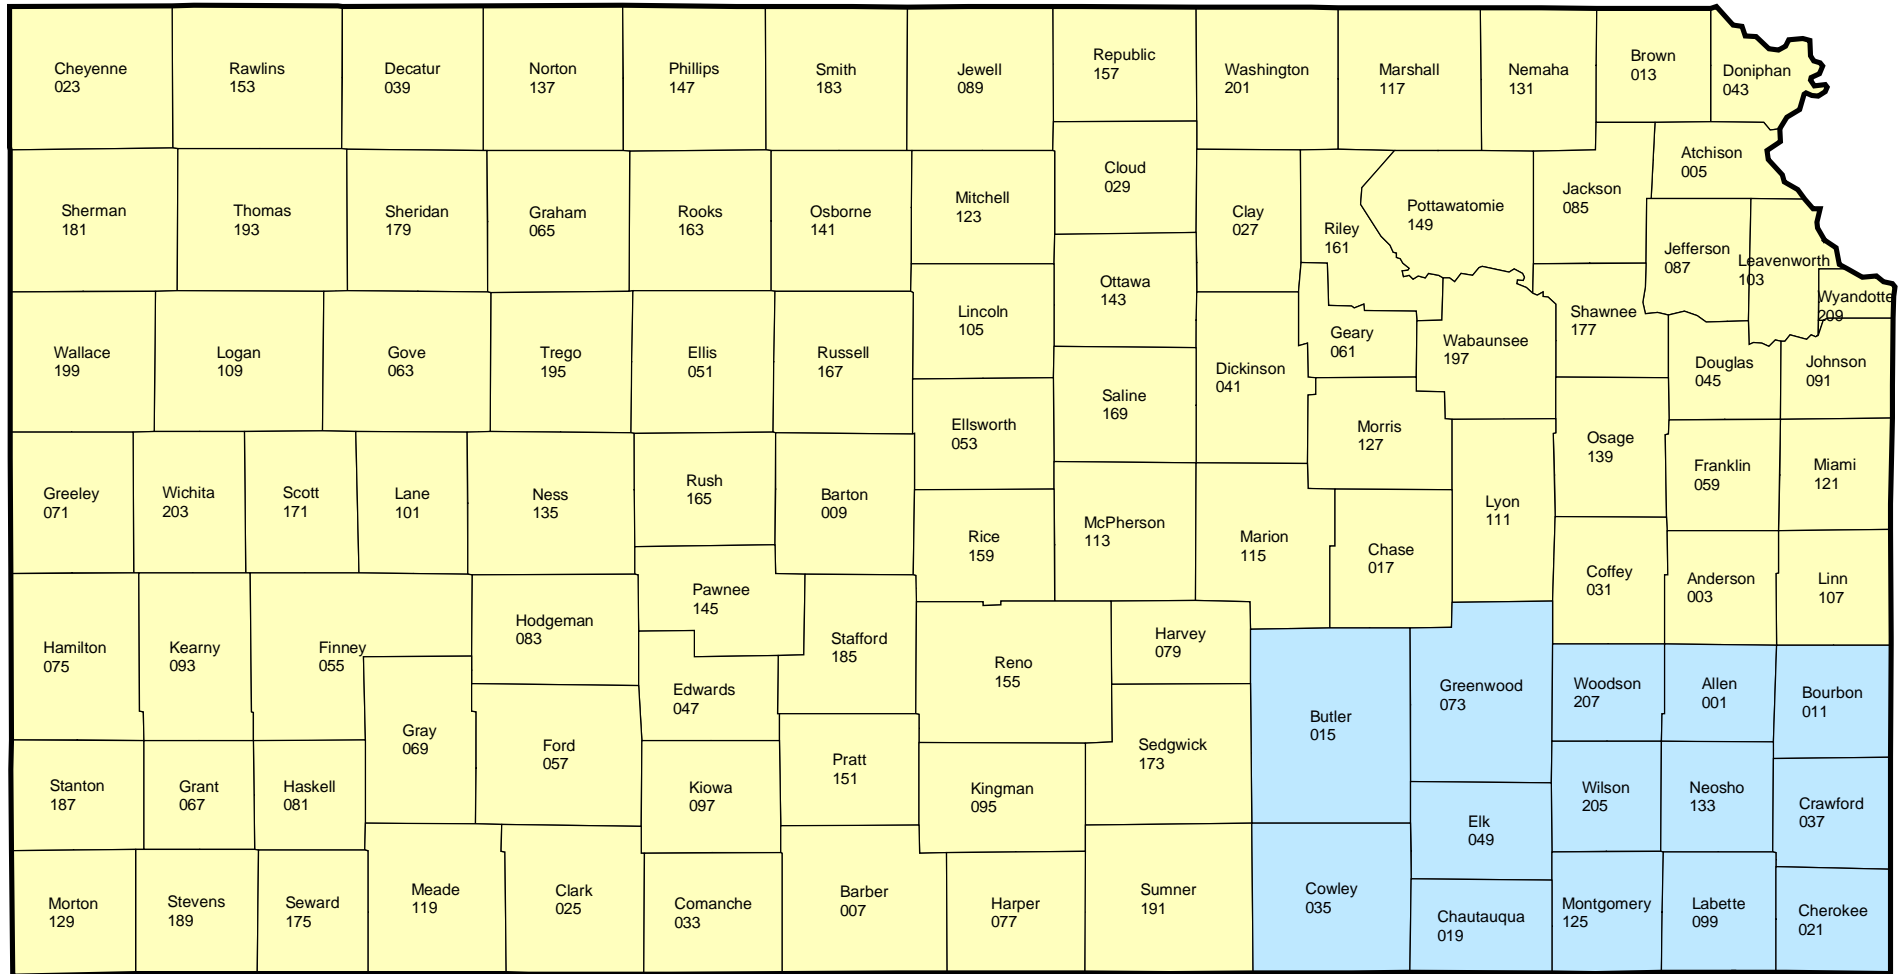 Cheyenne
023
Rawlins
153
Decatur
039
Norton
137
Phillips
147
Smith
183
Jewell
089
Republic
157
Washington
201
Marshall
117
Nemaha
131
Brown
013
Doniphan
043
Sherman
181
Thomas
193
Sheridan
179
Graham
065
Rooks
163
Osborne
141
Mitchell
123
Cloud
029
Clay
027
Riley
161
Pottawatomie
149
Jackson
085
Atchison
005
Jefferson
087
Leavenworth
103
Wyandotte
209
Ottawa
143
Lincoln
105
Wallace
199
Logan
109
Gove
063
Trego
195
Ellis
051
Russell
167
Saline
169
Dickinson
041
Geary
061
Wabaunsee
197
Shawnee
177
Douglas
045
Johnson
091
Ellsworth
053
Morris
127
Osage
139
Franklin
059
Miami
121
Greeley
071
Wichita
203
Scott
171
Lane
101
Ness
135
Rush
165
Barton
009
Rice
159
McPherson
113
Marion
115
Chase
017
Lyon
111
Coffey
031
Anderson
003
Linn
107
Hamilton
075
Kearny
093
Finney
055
Hodgeman
083
Pawnee
145
Stafford
185
Reno
155
Harvey
079
Edwards
047
Gray
069
Ford
057
Butler
015
Greenwood
073
Woodson
207
Allen
001
Bourbon
011
Stanton
187
Grant
067
Haskell
081
Kiowa
097
Pratt
151
Kingman
095
Sedgwick
173
Elk
049
Wilson
205
Neosho
133
Crawford
037
Morton
129
Stevens
189
Seward
175
Meade
119
Clark
025
Comanche
033
Barber
007
Harper
077
Sumner
191
Cowley
035
Chautauqua
019
Montgomery
125
Labette
099
Cherokee
021